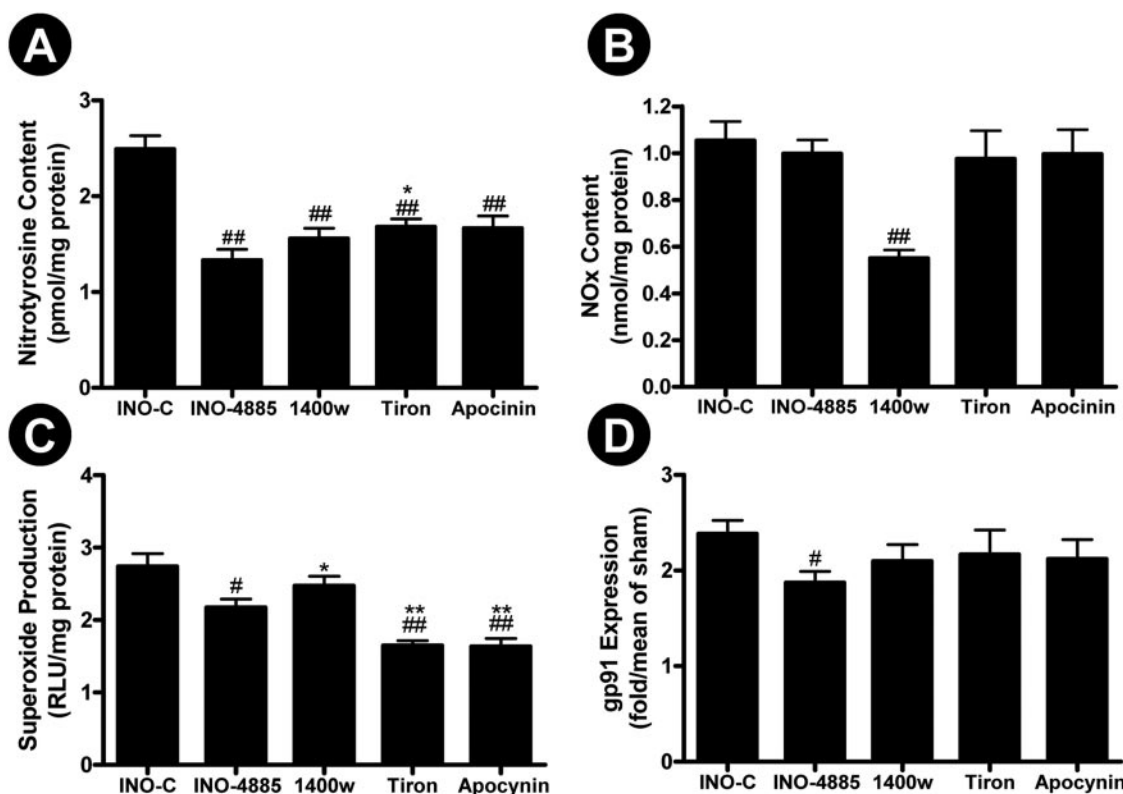 A
Nitrotyrosine Content
(pmol/mg protein)
3
2
1
0
##
##
*
##
##
INO-C INO-4885 1400w Tiron Apocinin
B
NOx Content
(nmol/mg protein)
1.2
1.0
0.8
0.6
0.4
0.2
0.0
##
INO-C INO-4885 1400w Tiron Apocinin
C
Superoxide Production
(RLU/mg protein)
4
3
2
1
0
#
*
**
##
**
##
INO-C INO-4885 1400w Tiron Apocynin
D
gp91 Expression
(fold/mean of sham)
3
2
1
0
#
INO-C INO-4885 1400w Tiron Apocynin